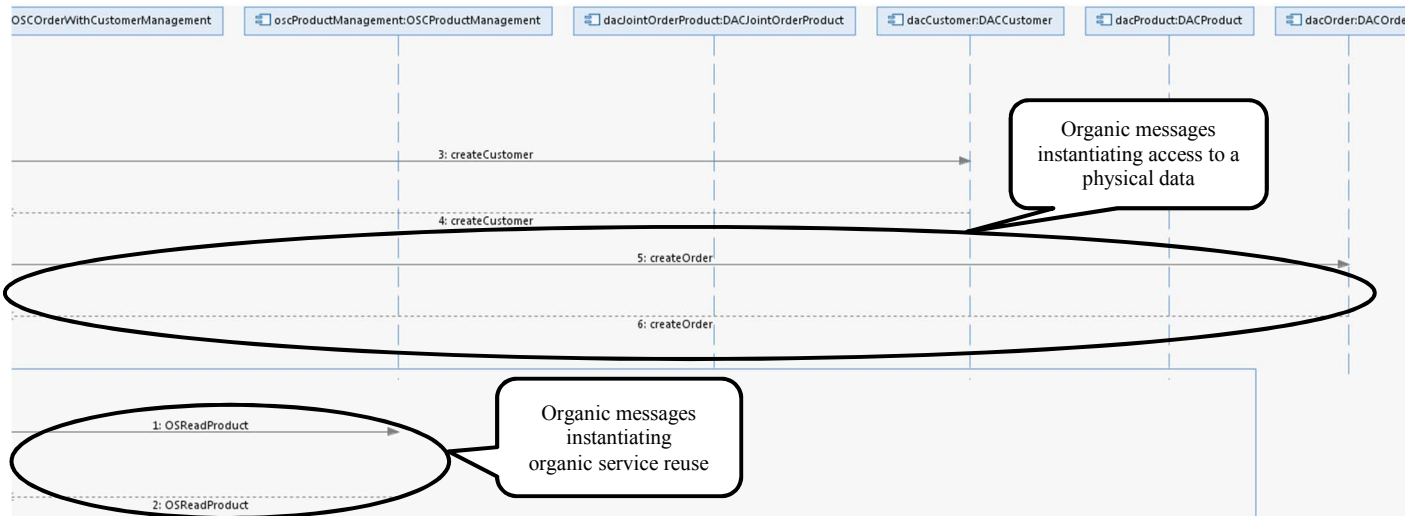 OSCOrderWithCustomerManagement
oscProductManagement:OSCProductManagement
dacJointOrderProduct:DACJointOrderProduct
dacCustomer:DACCustomer
dacProduct:DACProduct
dacOrder:DACOrde
Organic messages
instantiating access to a
physical data
3: createCustomer
4: createCustomer
5: createOrder
6: createOrder
Organic messages
instantiating
organic service reuse
1: OSReadProduct
2: OSReadProduct